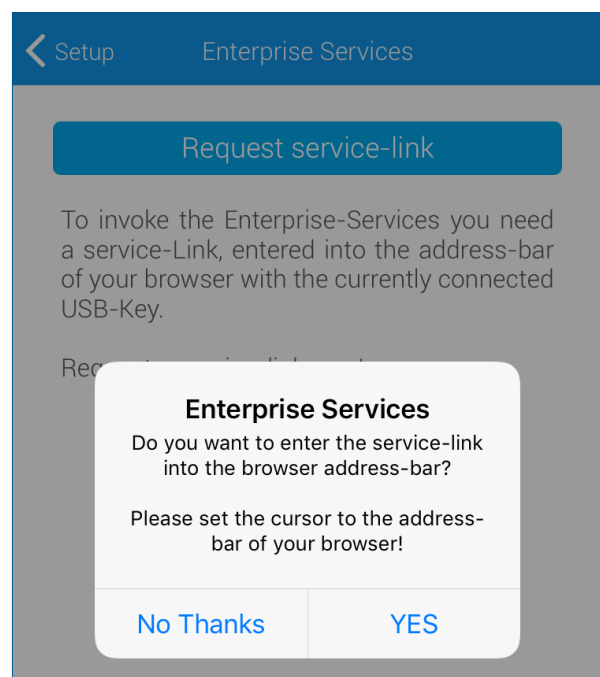 Setup
Enterprise Services
Request service-link
To invoke the Enterprise-Services you need
a service-Link, entered into the address-bar
of your browser with the currently connected
USB-Key.
Enterprise Services
Do you want to enter the service-link
into the browser address-bar?
Please set the cursor to the address-
bar of your browser!
No Thanks
YES